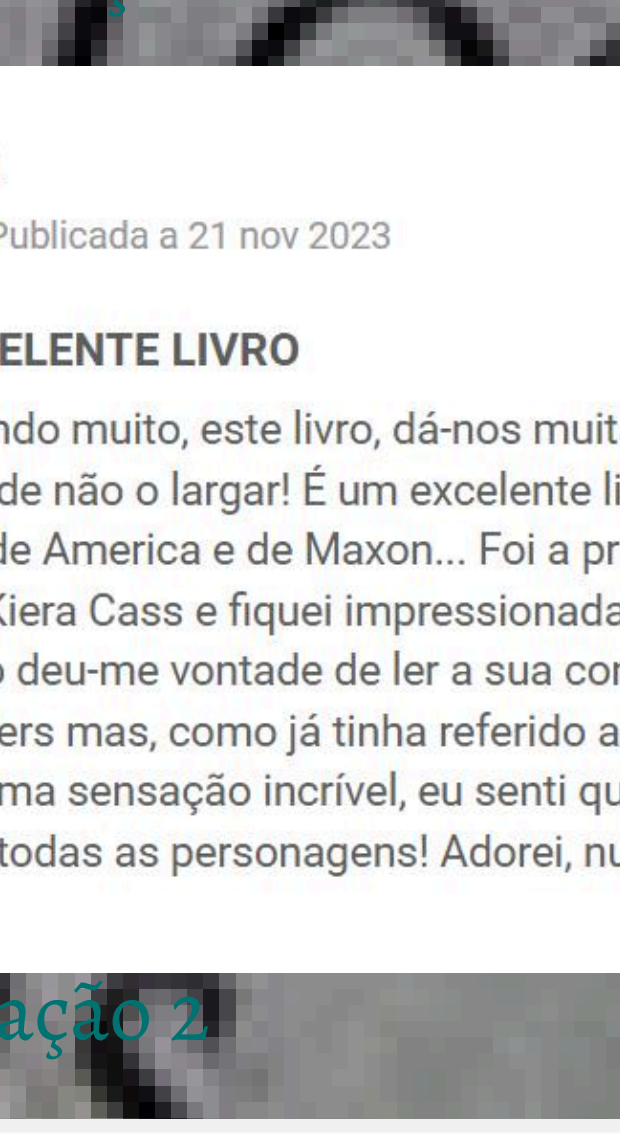 s
Publicada a 21 nov 2023
ELENTE LIVRO
ndo muito, este livro, dá-nos muit
de não o largar! É um excelente li
de America e de Maxon... Foi a pr
Kiera Cass e fiquei impressionada
o deu-me vontade de ler a sua con
ers mas, como já tinha referido a
ma sensação incrível, eu senti qu
todas as personagens! Adorei, nu
ação 2